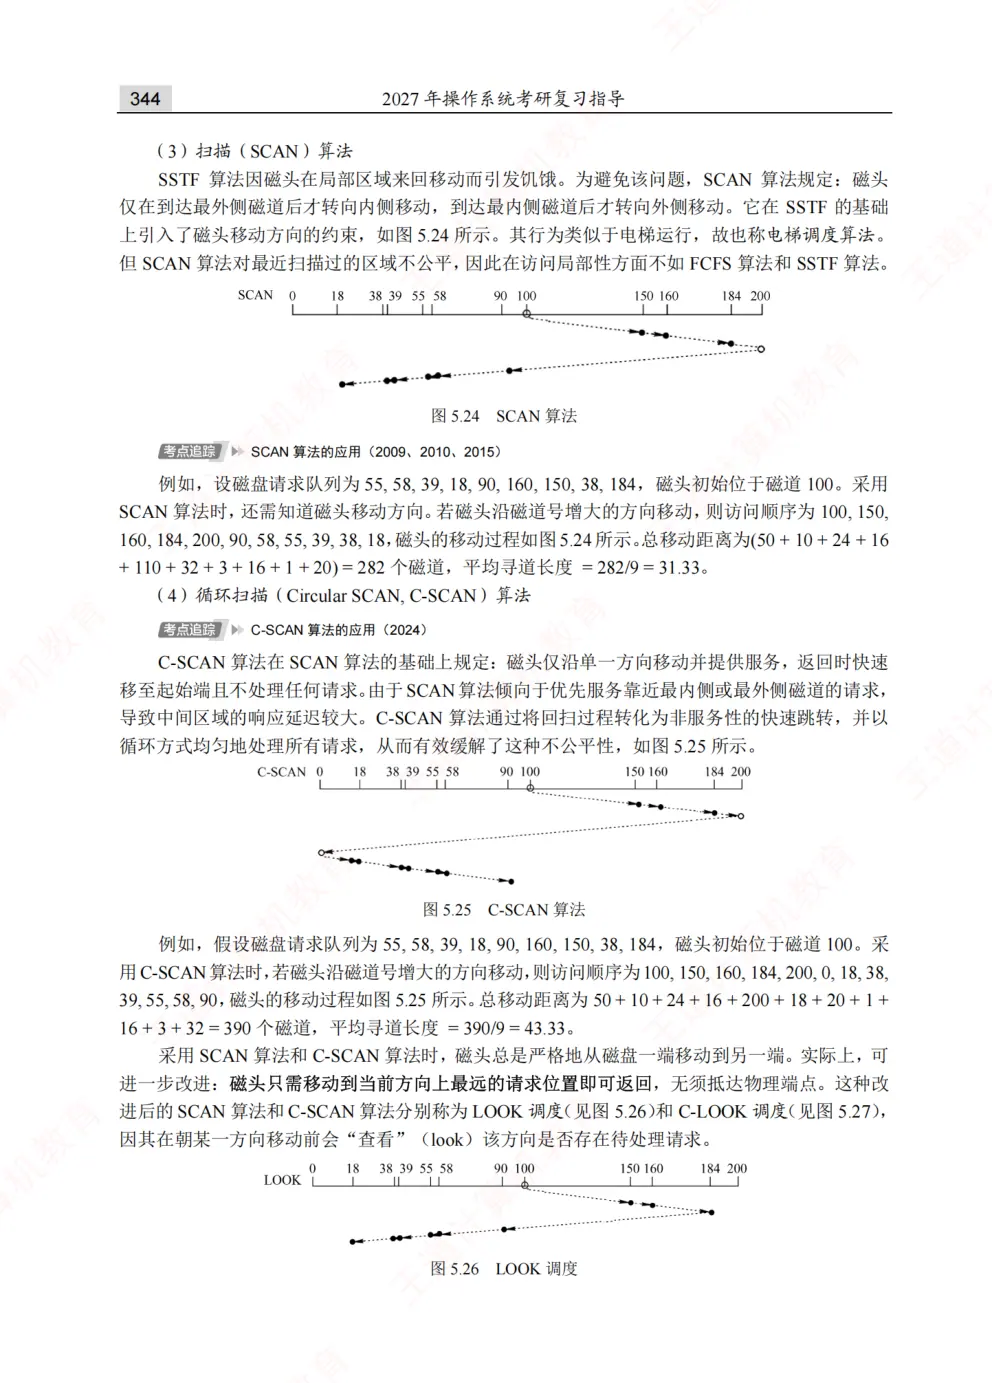 344
2027 年操作系统考研复习指导
（3）扫描（SCAN）算法
SSTF 算法因磁头在局部区域来回移动而引发饥饿。为避免该问题，SCAN 算法规定：磁头
仅在到达最外侧磁道后才转向内侧移动，到达最内侧磁道后才转向外侧移动。它在 SSTF 的基础
上引入了磁头移动方向的约束，如图 5.24 所示。其行为类似于电梯运行，故也称电梯调度算法。
但 SCAN 算法对最近扫描过的区域不公平，因此在访问局部性方面不如 FCFS 算法和 SSTF 算法。
SCAN 0 18 38 39 55 58 90 100 150 160 184 200
图 5.24 SCAN 算法
考点追踪 SCAN 算法的应用（2009、2010、2015）
例如，设磁盘请求队列为 55, 58, 39, 18, 90, 160, 150, 38, 184，磁头初始位于磁道 100。采用
SCAN 算法时，还需知道磁头移动方向。若磁头沿磁道号增大的方向移动，则访问顺序为 100, 150,
160, 184, 200, 90, 58, 55, 39, 38, 18，磁头的移动过程如图 5.24 所示。总移动距离为(50 + 10 + 24 + 16
+ 110 + 32 + 3 + 16 + 1 + 20) = 282 个磁道，平均寻道长度 = 282/9 = 31.33。
（4）循环扫描（Circular SCAN, C-SCAN）算法
考点追踪 C-SCAN 算法的应用（2024）
C-SCAN 算法在 SCAN 算法的基础上规定：磁头仅沿单一方向移动并提供服务，返回时快速
移至起始端且不处理任何请求。由于 SCAN 算法倾向于优先服务靠近最内侧或最外侧磁道的请求，
导致中间区域的响应延迟较大。C-SCAN 算法通过将回扫过程转化为非服务性的快速跳转，并以
循环方式均匀地处理所有请求，从而有效缓解了这种不公平性，如图 5.25 所示。
C-SCAN 0 18 38 39 55 58 90 100 150 160 184 200
图 5.25 C-SCAN 算法
例如，假设磁盘请求队列为 55, 58, 39, 18, 90, 160, 150, 38, 184，磁头初始位于磁道 100。采
用 C-SCAN 算法时，若磁头沿磁道号增大的方向移动，则访问顺序为 100, 150, 160, 184, 200, 0, 18, 38,
39, 55, 58, 90，磁头的移动过程如图 5.25 所示。总移动距离为 50 + 10 + 24 + 16 + 200 + 18 + 20 + 1 +
16 + 3 + 32 = 390 个磁道，平均寻道长度 = 390/9 = 43.33。
采用 SCAN 算法和 C-SCAN 算法时，磁头总是严格地从磁盘一端移动到另一端。实际上，可
进一步改进：磁头只需移动到当前方向上最远的请求位置即可返回，无须抵达物理端点。这种改
进后的 SCAN 算法和 C-SCAN 算法分别称为 LOOK 调度（见图 5.26）和 C-LOOK 调度（见图 5.27），
因其在朝某一方向移动前会“查看”（look）该方向是否存在待处理请求。
LOOK 0 18 38 39 55 58 90 100 150 160 184 200
图 5.26 LOOK 调度